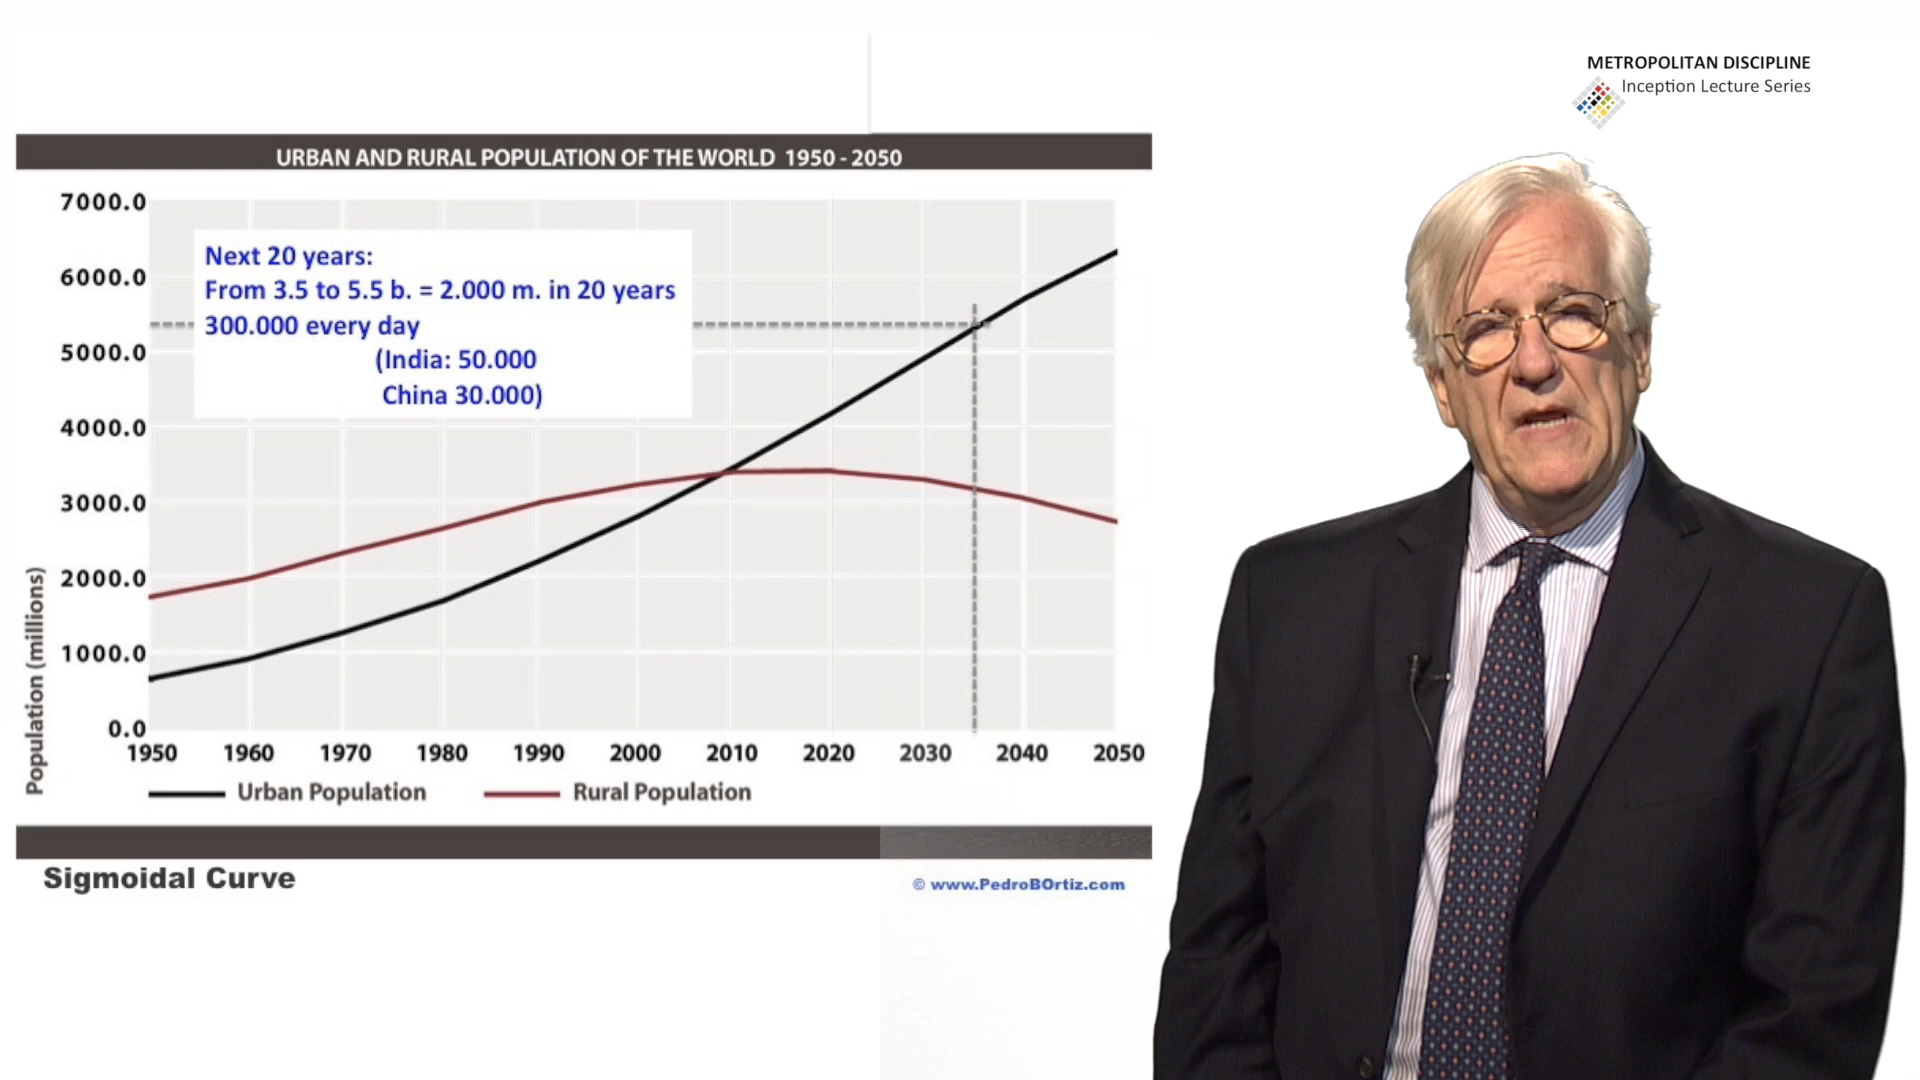 METROPOLITAN DISCIPLINE
Inception Lecture Series
URBAN AND RURAL POPULATION OF THE WORLD 1950 - 2050
7000.0
6000.0
5000.0
4000.0
3000.0
2000.0
1000.0
0.0
Population (millions)
Next 20 years:
From 3.5 to 5.5 b. = 2.000 m. in 20 years
300.000 every day
(India: 50.000
China 30.000)
1950 1960 1970 1980 1990 2000 2010 2020 2030 2040 2050
Urban Population Rural Population
Sigmoidal Curve
© www.PedroBOrtiz.com